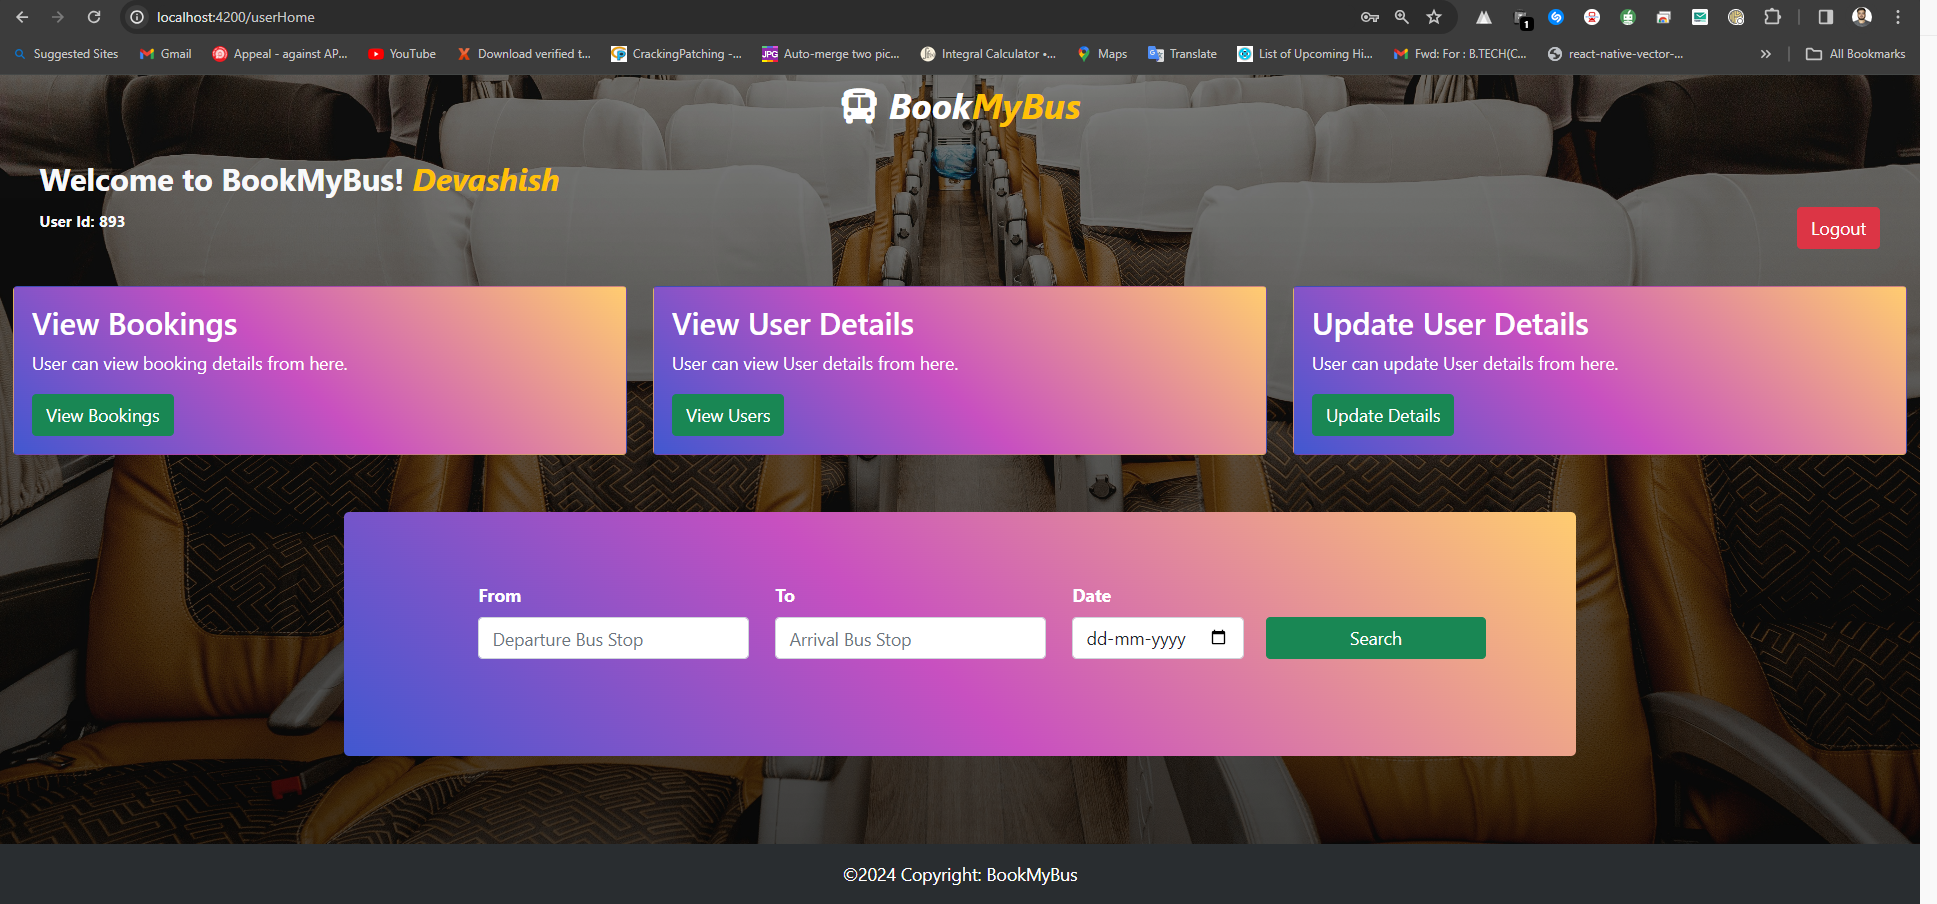 localhost:4200/userHome
1
Suggested Sites
Gmail
Appeal - against AP...
YouTube
Download verified t...
CrackingPatching -...
JPG
Auto-merge two pic...
Integral Calculator •...
Maps
Translate
List of Upcoming Hi...
Fwd: For : B.TECH(C...
react-native-vector-...
»
All Bookmarks
BookMyBus
Welcome to BookMyBus! Devashish
User Id: 893
Logout
View Bookings
User can view booking details from here.
View Bookings
View User Details
User can view User details from here.
View Users
Update User Details
User can update User details from here.
Update Details
From
Departure Bus Stop
To
Arrival Bus Stop
Date
dd-mm-yyyy
Search
©2024 Copyright: BookMyBus